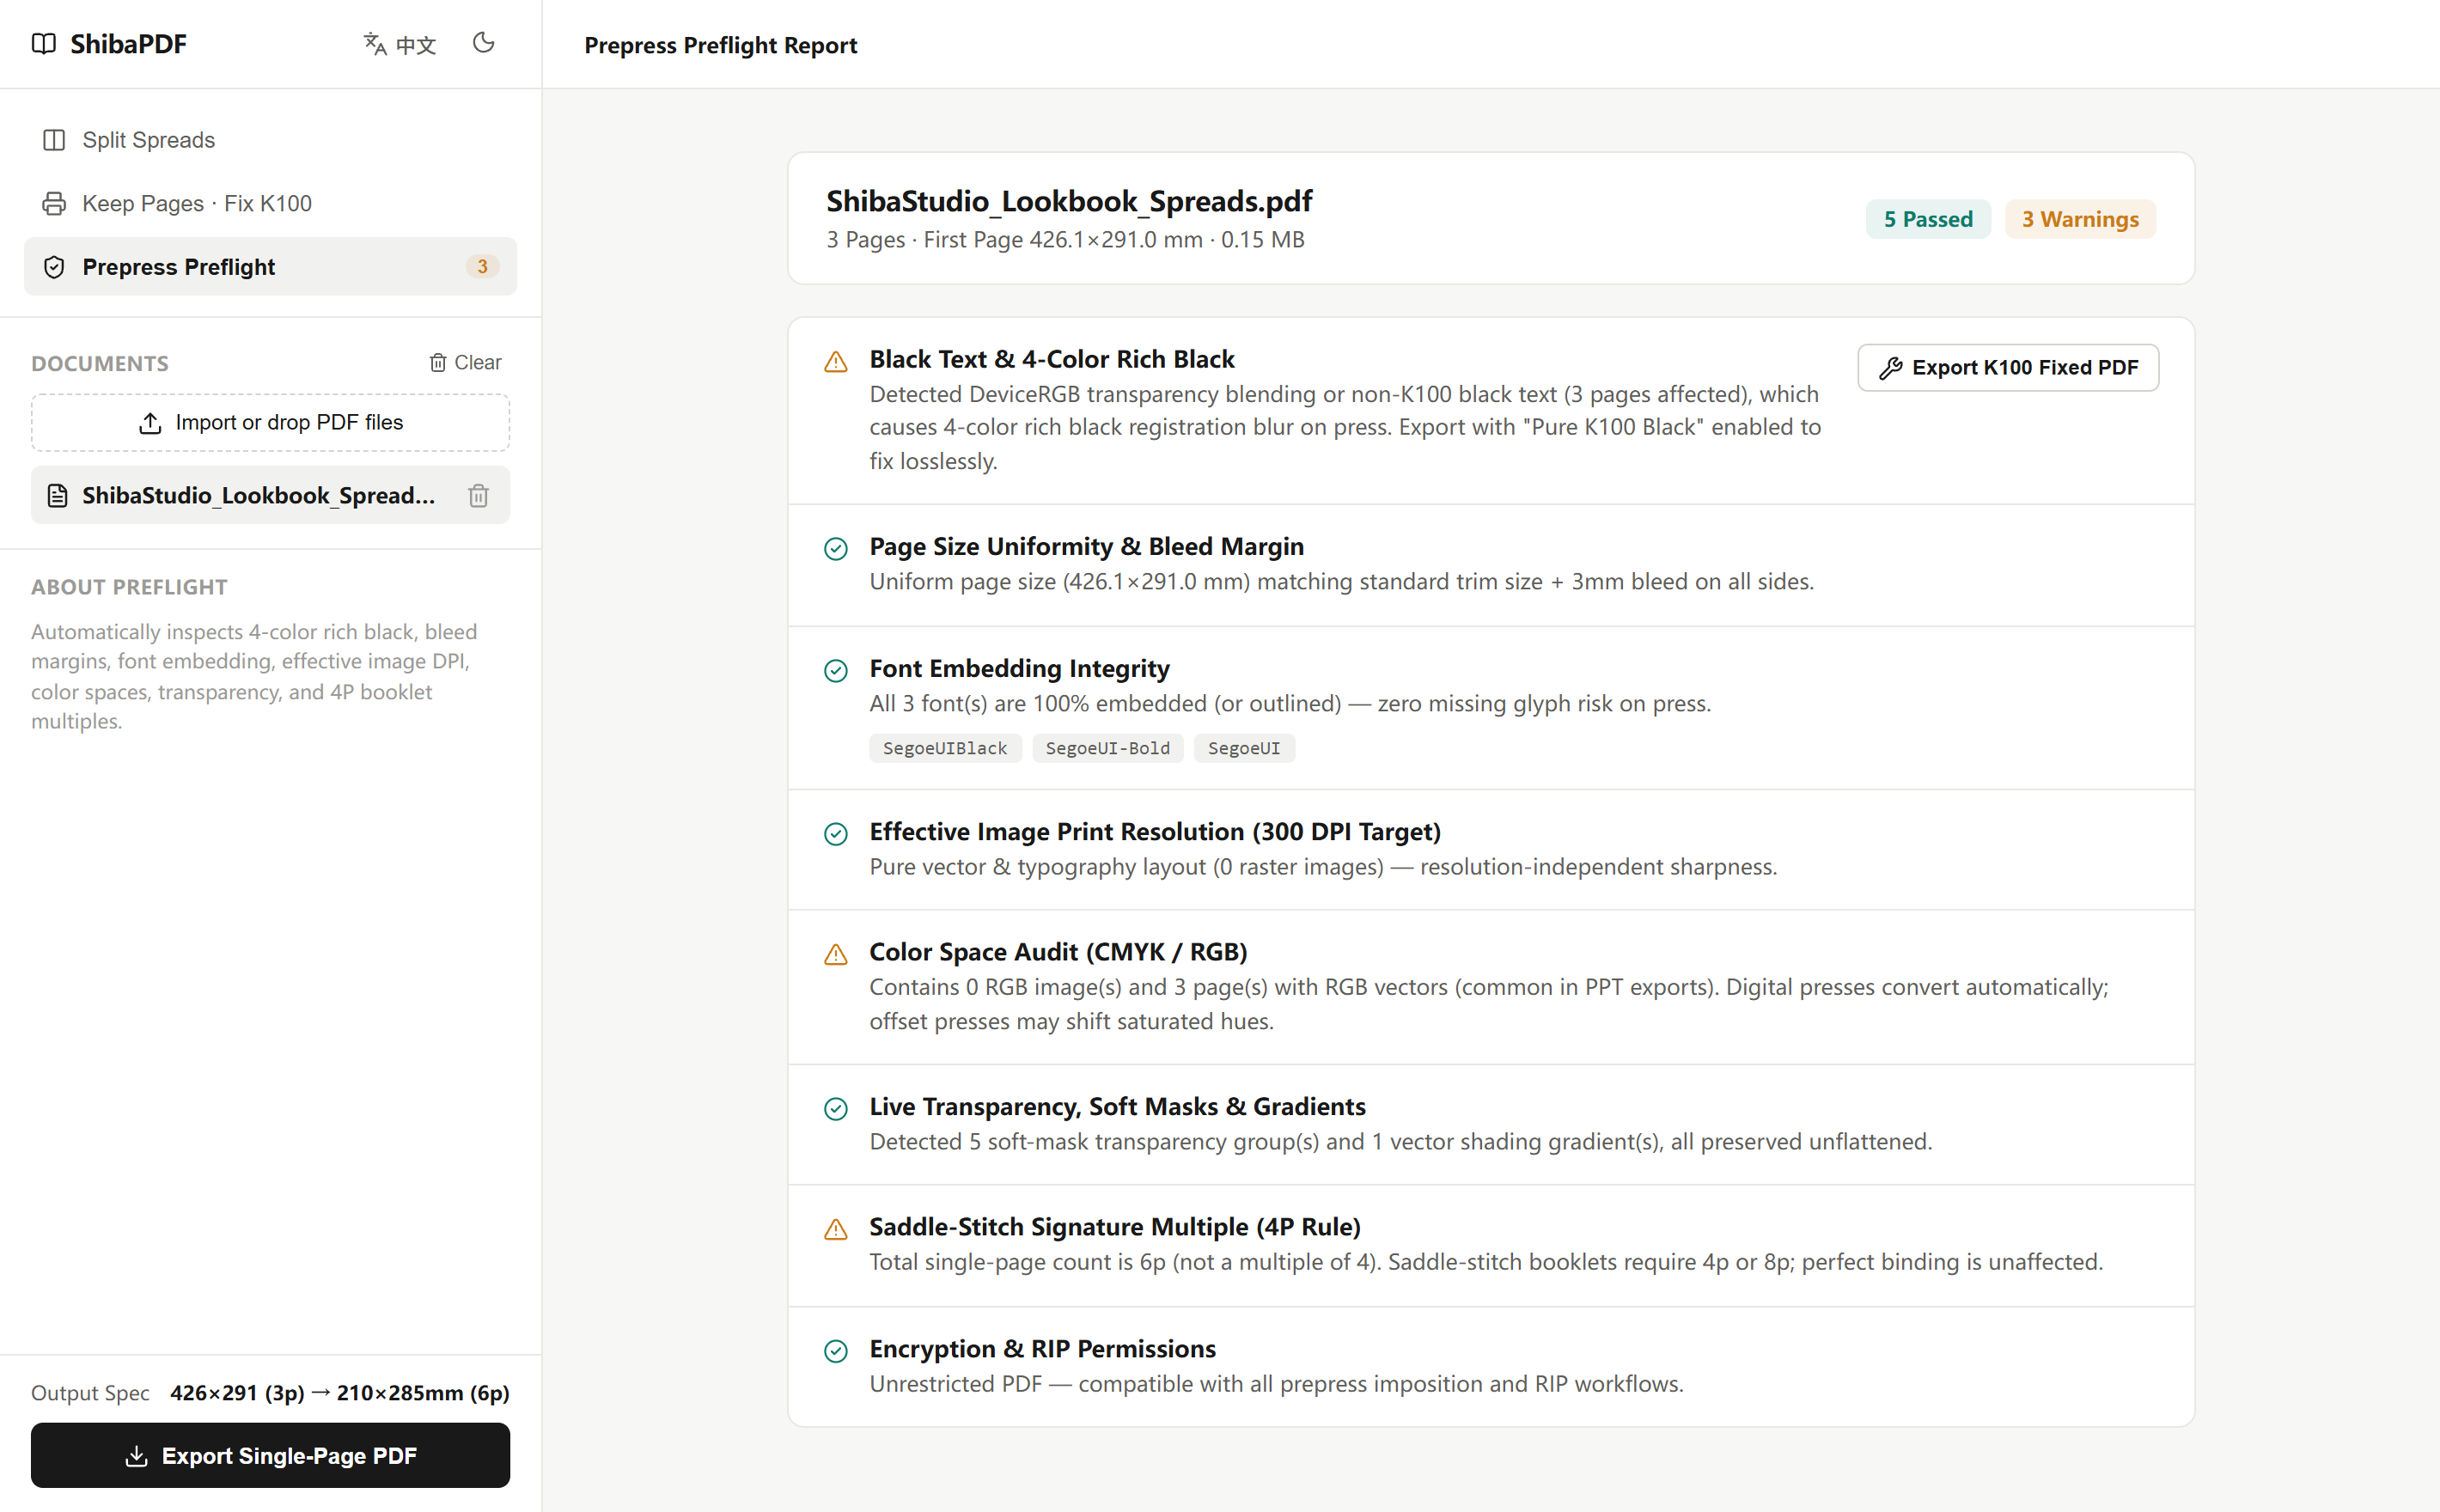 ShibaPDF
中文
Prepress Preflight Report
Split Spreads
Keep Pages · Fix K100
Prepress Preflight
3
DOCUMENTS
Clear
Import or drop PDF files
ShibaStudio_Lookbook_Spread...
ABOUT PREFLIGHT
Automatically inspects 4-color rich black, bleed
margins, font embedding, effective image DPI,
color spaces, transparency, and 4P booklet
multiples.
Output Spec 426×291 (3p) → 210×285mm (6p)
Export Single-Page PDF
ShibaStudio_Lookbook_Spreads.pdf
3 Pages · First Page 426.1×291.0 mm · 0.15 MB
5 Passed
3 Warnings
Black Text & 4-Color Rich Black
Detected DeviceRGB transparency blending or non-K100 black text (3 pages affected), which
causes 4-color rich black registration blur on press. Export with "Pure K100 Black" enabled to
fix losslessly.
Export K100 Fixed PDF
Page Size Uniformity & Bleed Margin
Uniform page size (426.1×291.0 mm) matching standard trim size + 3mm bleed on all sides.
Font Embedding Integrity
All 3 font(s) are 100% embedded (or outlined) — zero missing glyph risk on press.
SegoeUIBlack SegoeUI-Bold SegoeUI
Effective Image Print Resolution (300 DPI Target)
Pure vector & typography layout (0 raster images) — resolution-independent sharpness.
Color Space Audit (CMYK / RGB)
Contains 0 RGB image(s) and 3 page(s) with RGB vectors (common in PPT exports). Digital presses convert automatically;
offset presses may shift saturated hues.
Live Transparency, Soft Masks & Gradients
Detected 5 soft-mask transparency group(s) and 1 vector shading gradient(s), all preserved unflattened.
Saddle-Stitch Signature Multiple (4P Rule)
Total single-page count is 6p (not a multiple of 4). Saddle-stitch booklets require 4p or 8p; perfect binding is unaffected.
Encryption & RIP Permissions
Unrestricted PDF — compatible with all prepress imposition and RIP workflows.